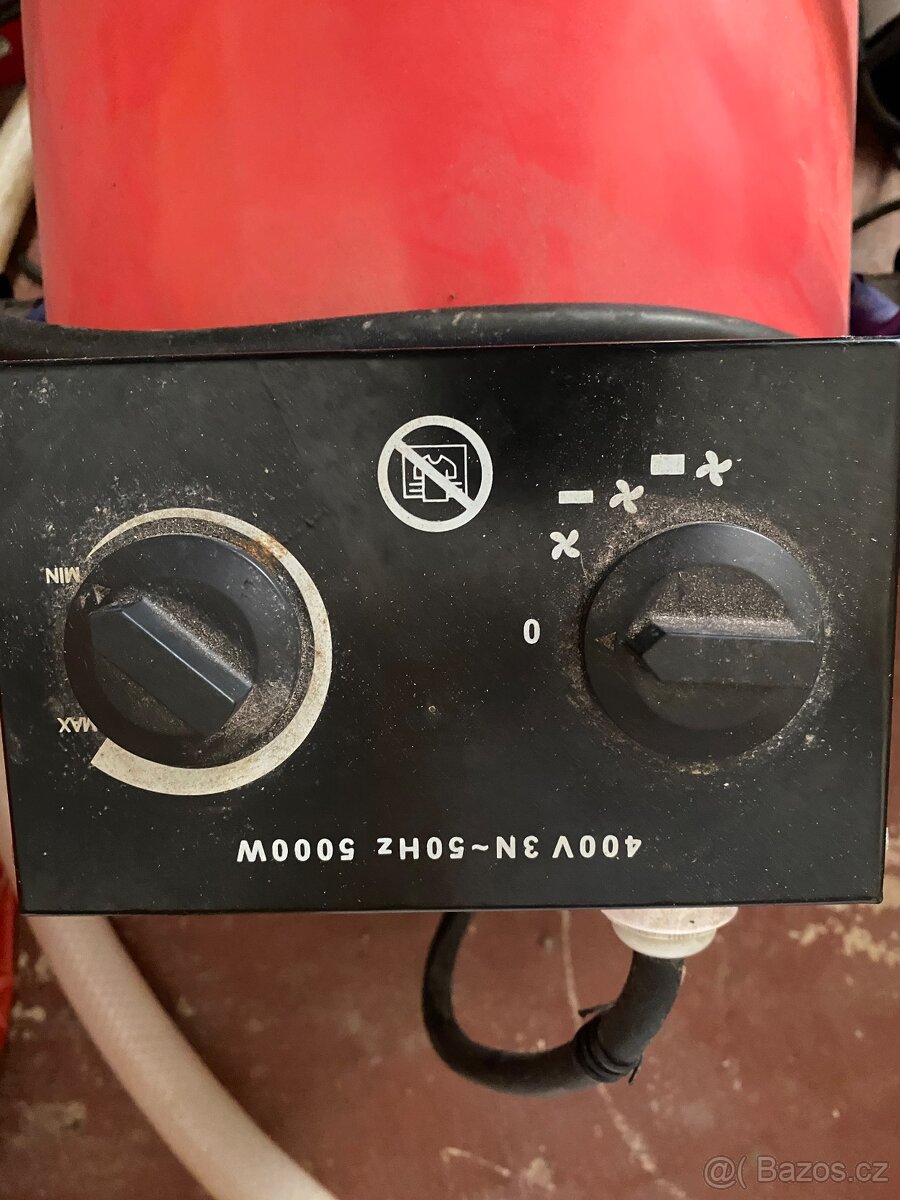 MIN
0
MAX
400V 3N~50Hz 5000W
@( Bazos.cz